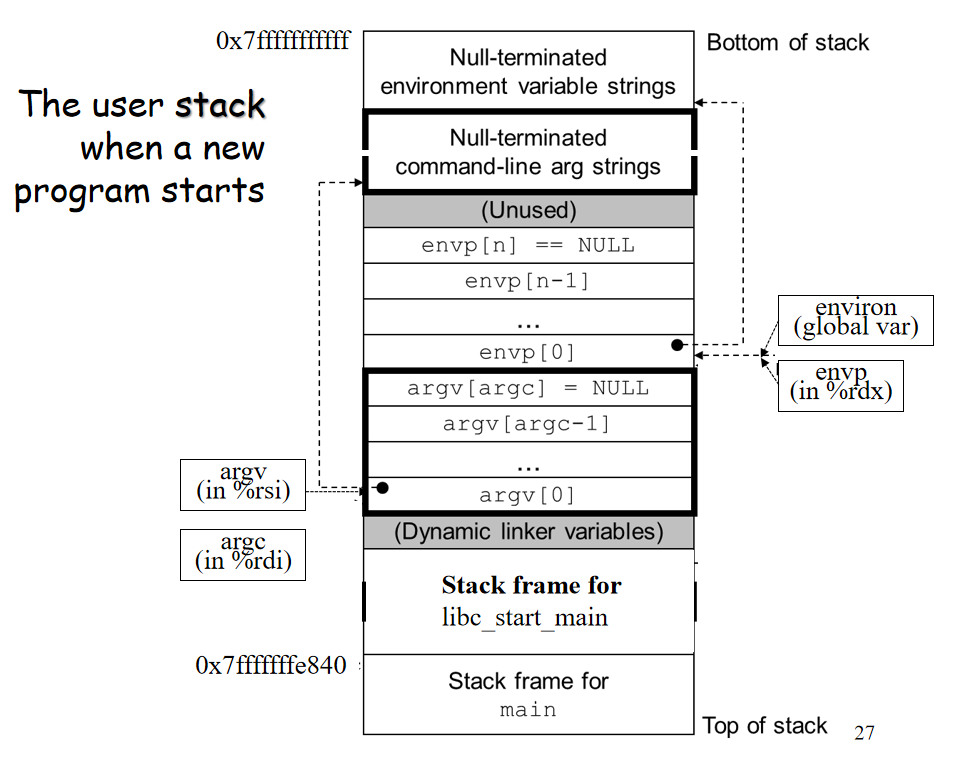 0x7fffffffffff
Bottom of stack
Null-terminated
environment variable strings
The user stack
when a new
program starts
Null-terminated
command-line arg strings
(Unused)
envp[n] == NULL
envp[n-1]
...
envp[0]
environ
(global var)
envp
(in %rdx)
argv[argc] = NULL
argv[argc-1]
...
argv[0]
argv
(in %rsi)
argc
(in %rdi)
(Dynamic linker variables)
Stack frame for
libc_start_main
0x7fffffffe840
Stack frame for
main
Top of stack
27